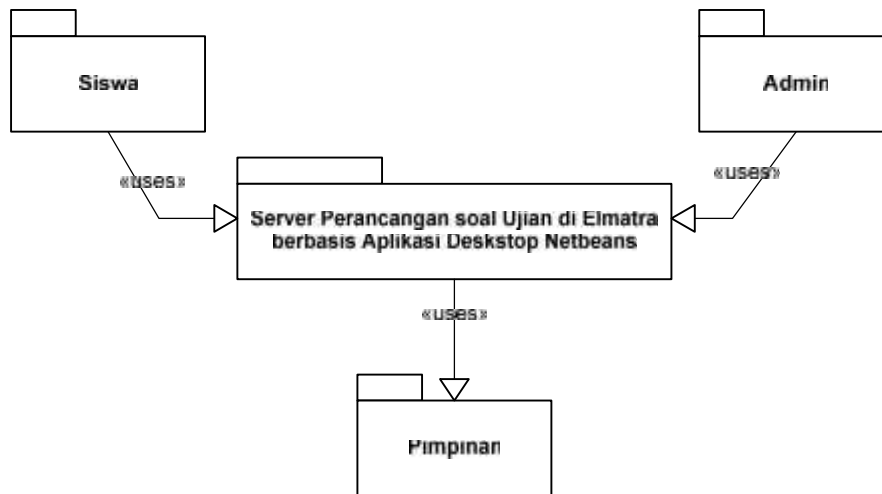 Siswa
Admin
«uses»
«uses»
Server Perancangan soal Ujian di Elmatra
berbasis Aplikasi Deskstop Netbeans
«uses»
Pimpinan